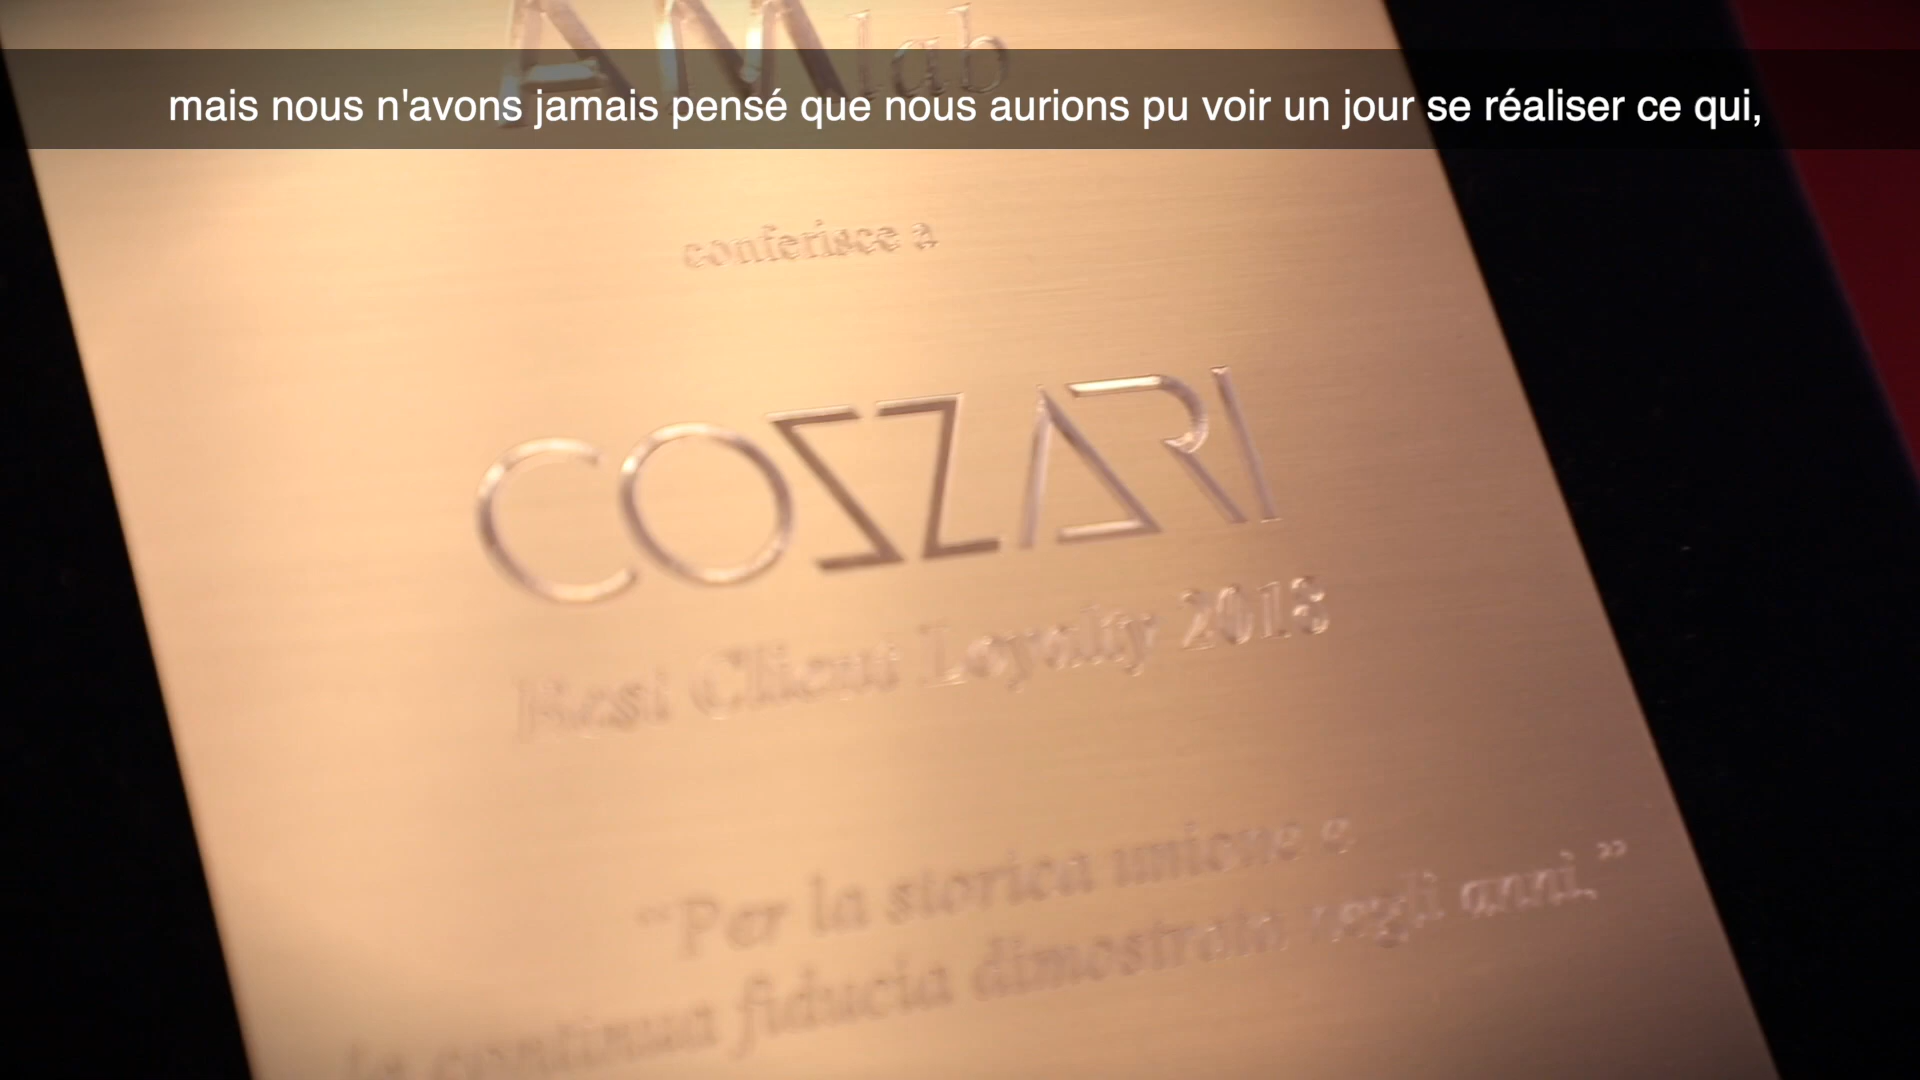 AMlab
mais nous n'avons jamais pensé que nous aurions pu voir un jour se réaliser ce qui,
conferisce a
COZZARI
Best Client Loyalty 2018
“Per la storica unione e
la continua fiducia dimostrata negli anni.”